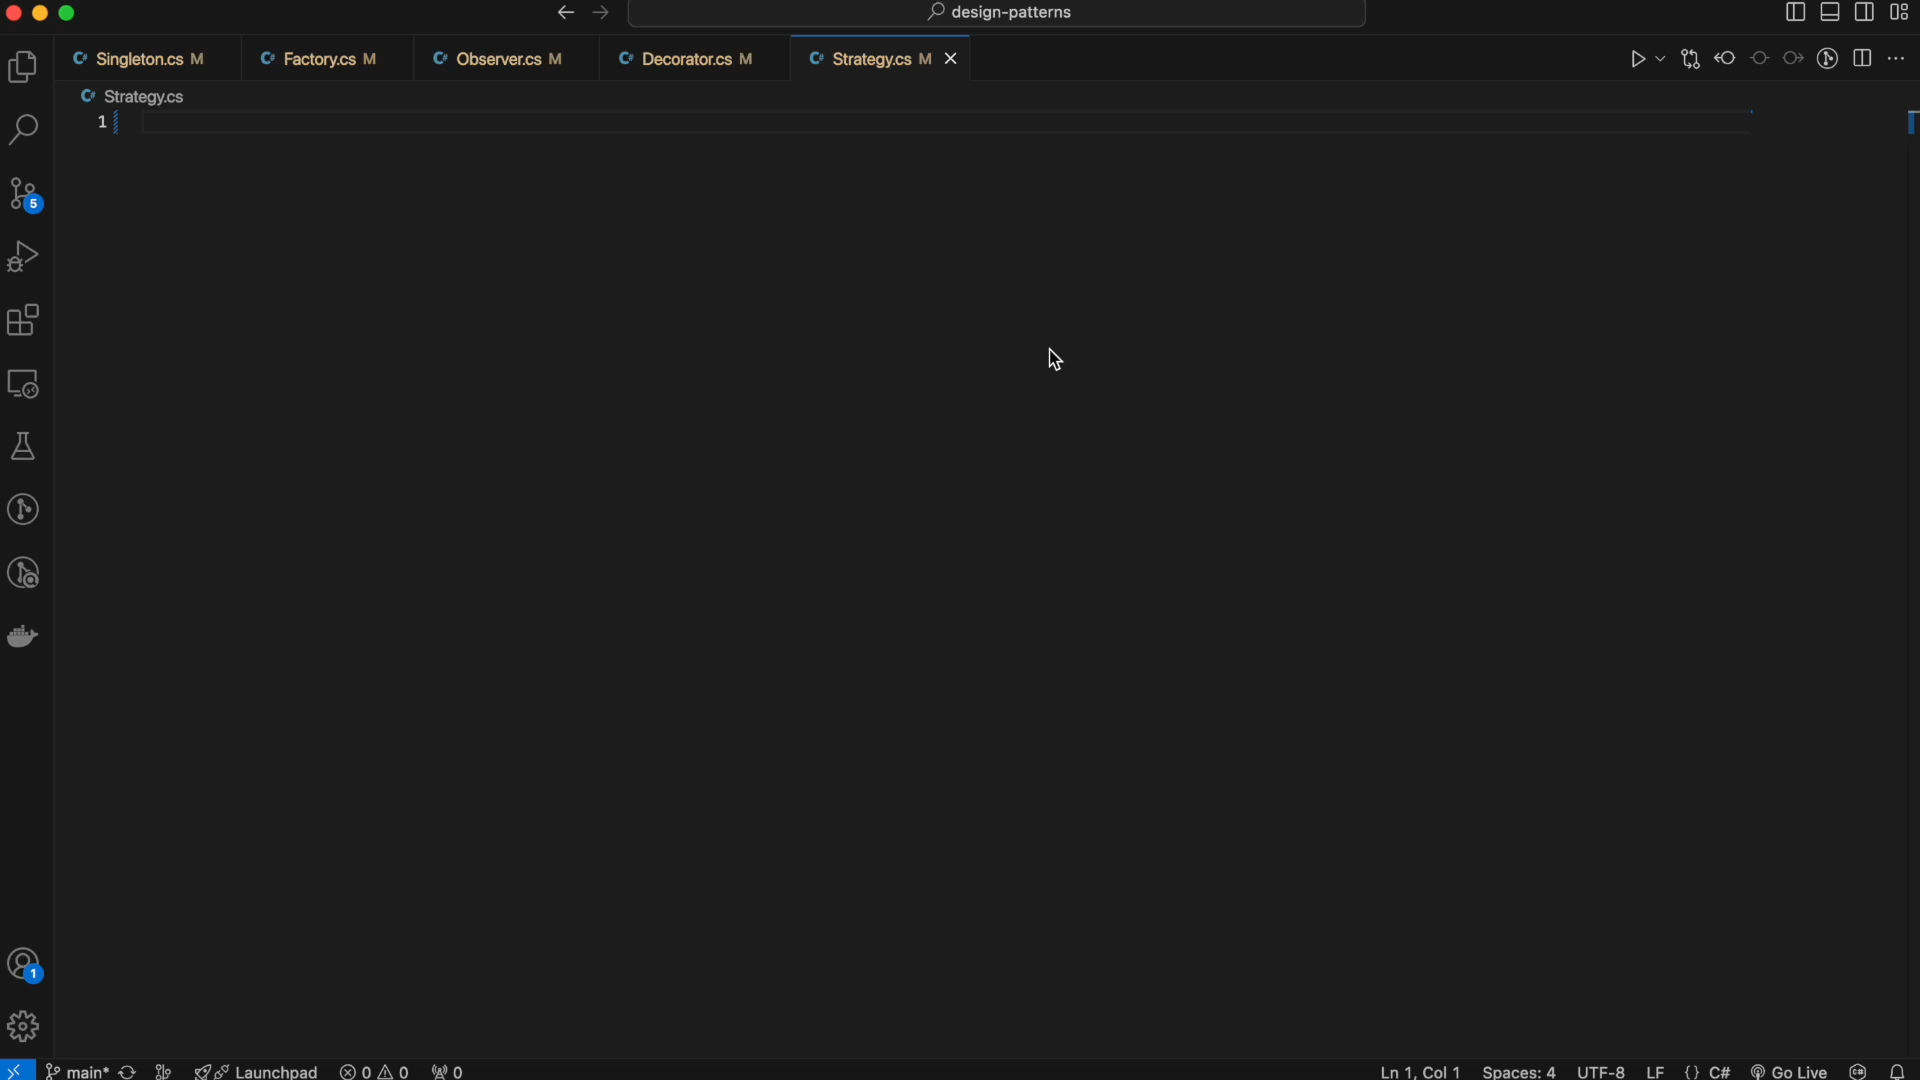 design-patterns
C# Singleton.cs M
C# Factory.cs M
C# Observer.cs M
C# Decorator.cs M
C# Strategy.cs M
C# Strategy.cs
1
5
1
main*
Launchpad
0 0
0
Ln 1, Col 1
Spaces: 4
UTF-8
LF
{} C#
Go Live